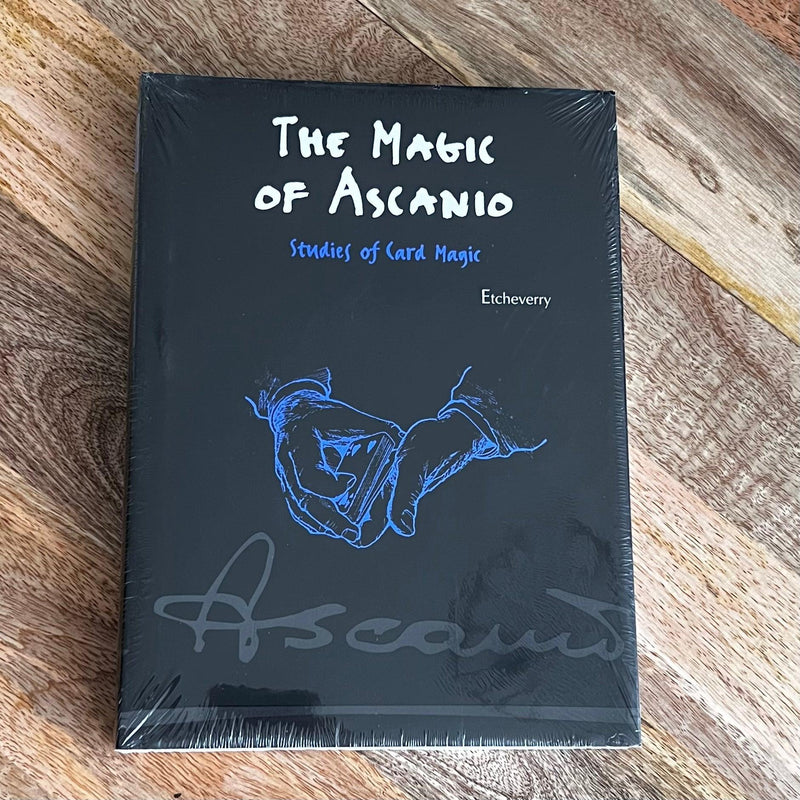 THE MAGIC
OF ASCANIO
Studies of Card Magic
Etcheverry
Ascanio